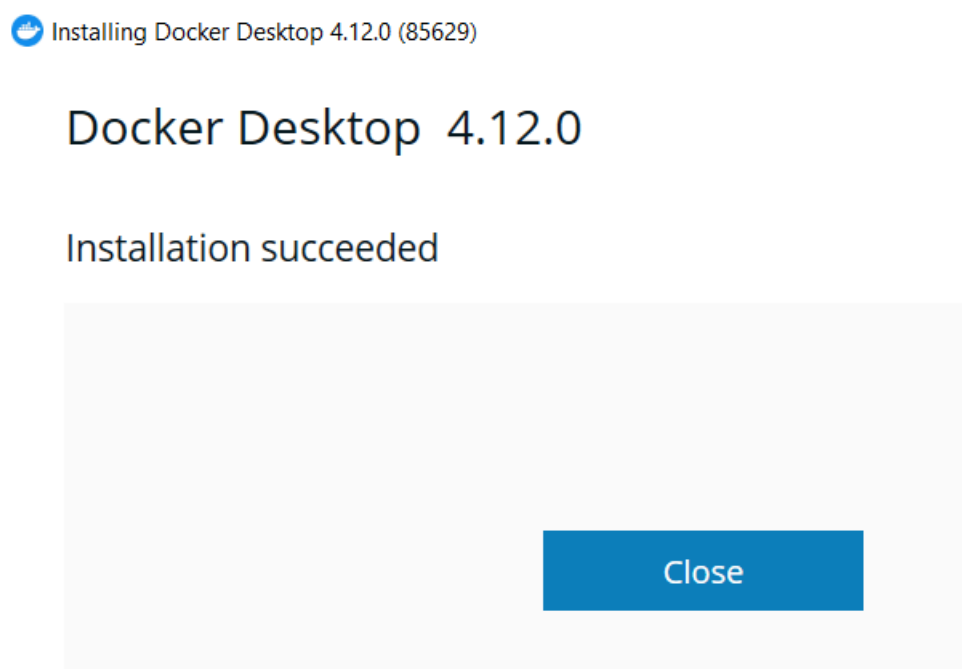 Installing Docker Desktop 4.12.0 (85629)
Docker Desktop 4.12.0
Installation succeeded
Close